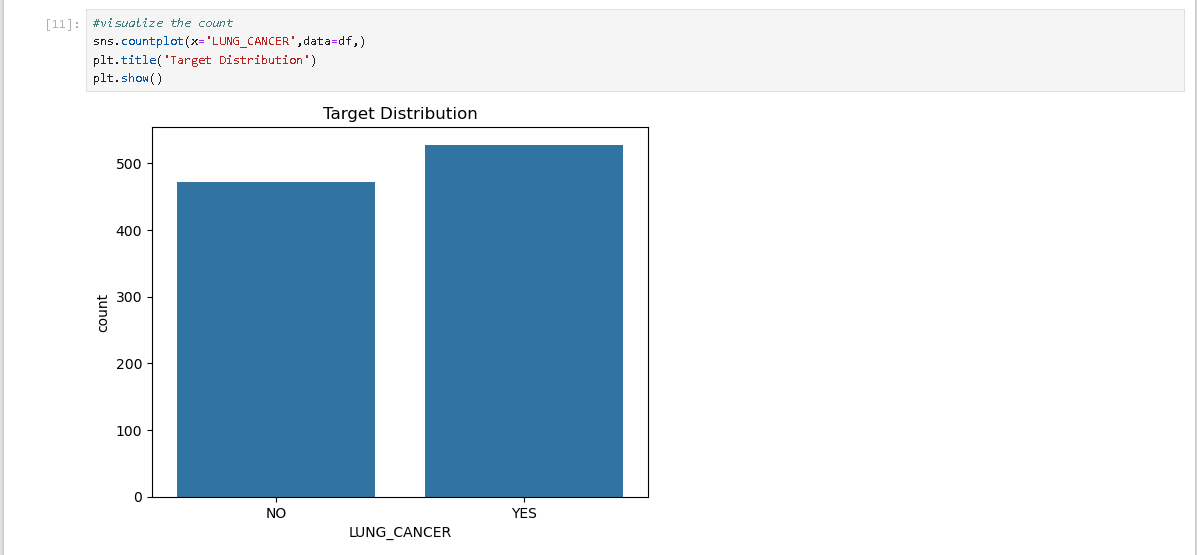 [11]: #visualize the count
sns.countplot(x='LUNG_CANCER',data=df,)
plt.title('Target Distribution')
plt.show()
Target Distribution
500
400
300
200
100
0
count
NO YES
LUNG_CANCER